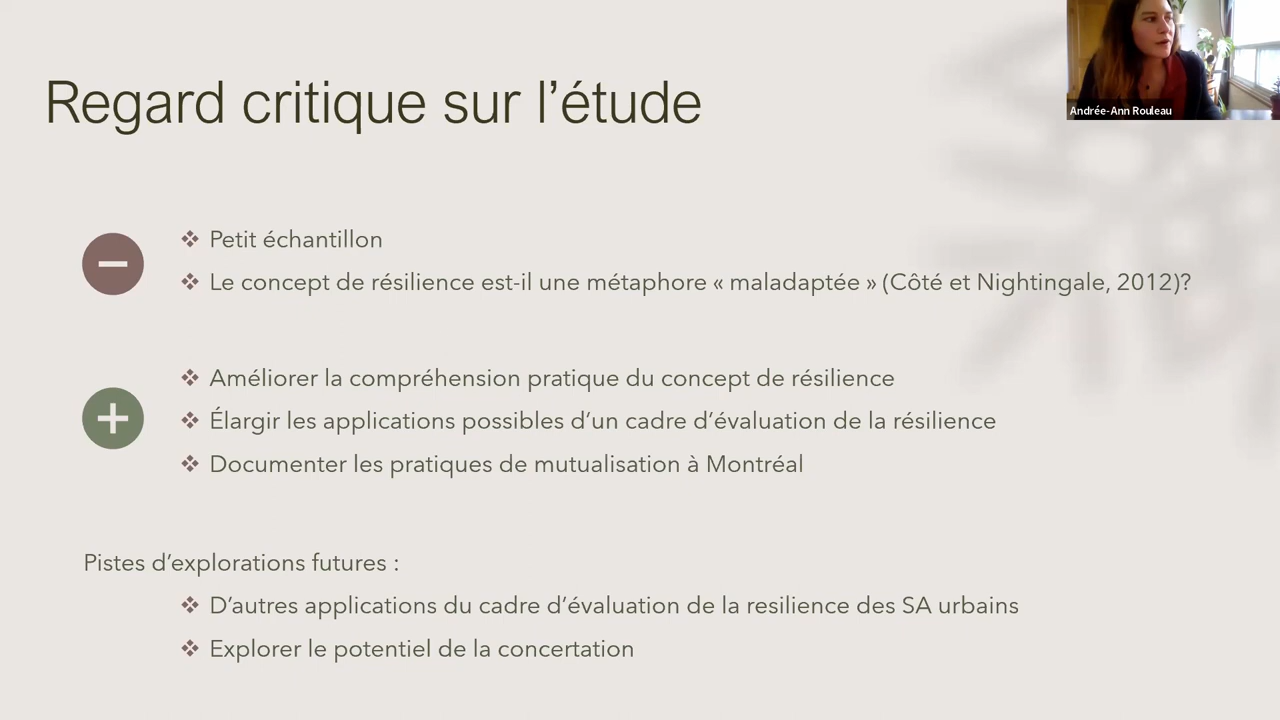 Regard critique sur l’étude
Andrée-Ann Rouleau
Petit échantillon
Le concept de résilience est-il une métaphore « maladaptée » (Côté et Nightingale, 2012)?
Améliorer la compréhension pratique du concept de résilience
Élargir les applications possibles d’un cadre d’évaluation de la résilience
Documenter les pratiques de mutualisation à Montréal
Pistes d’explorations futures :
D’autres applications du cadre d’évaluation de la resilience des SA urbains
Explorer le potentiel de la concertation